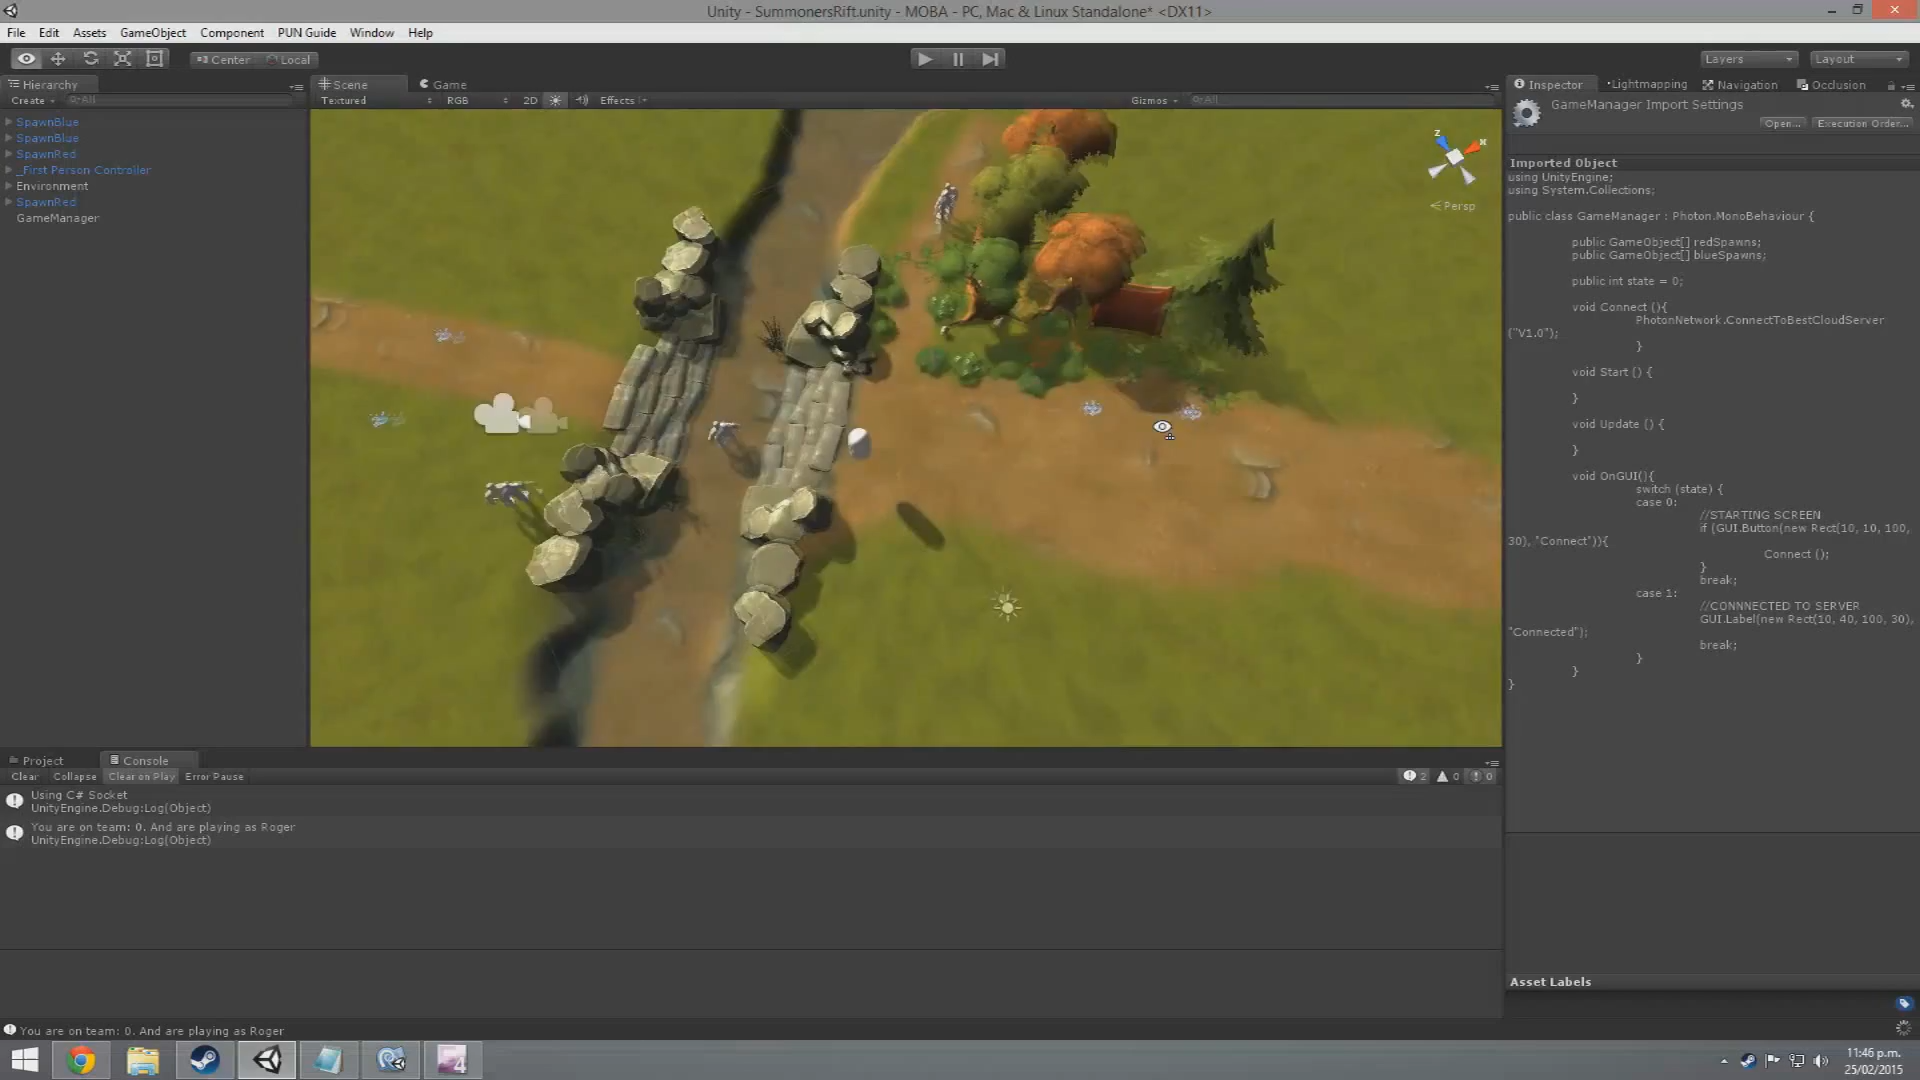 Unity - SummonersRift.unity - MOBA - PC, Mac & Linux Standalone* <DX11>
File Edit Assets GameObject Component PUN Guide Window Help
Center Local
Layers Layout
Hierarchy
Create All
SpawnBlue
SpawnBlue
SpawnRed
_First Person Controller
Environment
SpawnRed
GameManager
Scene Game
Textured RGB 2D Effects Gizmos All
z
x
Persp
Inspector Lightmapping Navigation Occlusion
GameManager Import Settings
Open... Execution Order...
Imported Object
using UnityEngine;
using System.Collections;
public class GameManager : Photon.MonoBehaviour {
public GameObject[] redSpawns;
public GameObject[] blueSpawns;
public int state = 0;
void Connect (){
PhotonNetwork.ConnectToBestCloudServer
("V1.0");
}
void Start () {
}
void Update () {
}
void OnGUI(){
switch (state) {
case 0:
//STARTING SCREEN
if (GUI.Button(new Rect(10, 10, 100,
30), "Connect")){
Connect ();
}
break;
case 1:
//CONNNECTED TO SERVER
GUI.Label(new Rect(10, 40, 100, 30),
"Connected");
break;
}
}
}
Asset Labels
Project Console
Clear Collapse Clear on Play Error Pause 2 0 0
Using C# Socket
UnityEngine.Debug:Log(Object)
You are on team: 0. And are playing as Roger
UnityEngine.Debug:Log(Object)
You are on team: 0. And are playing as Roger
11:46 p.m.
25/02/2015